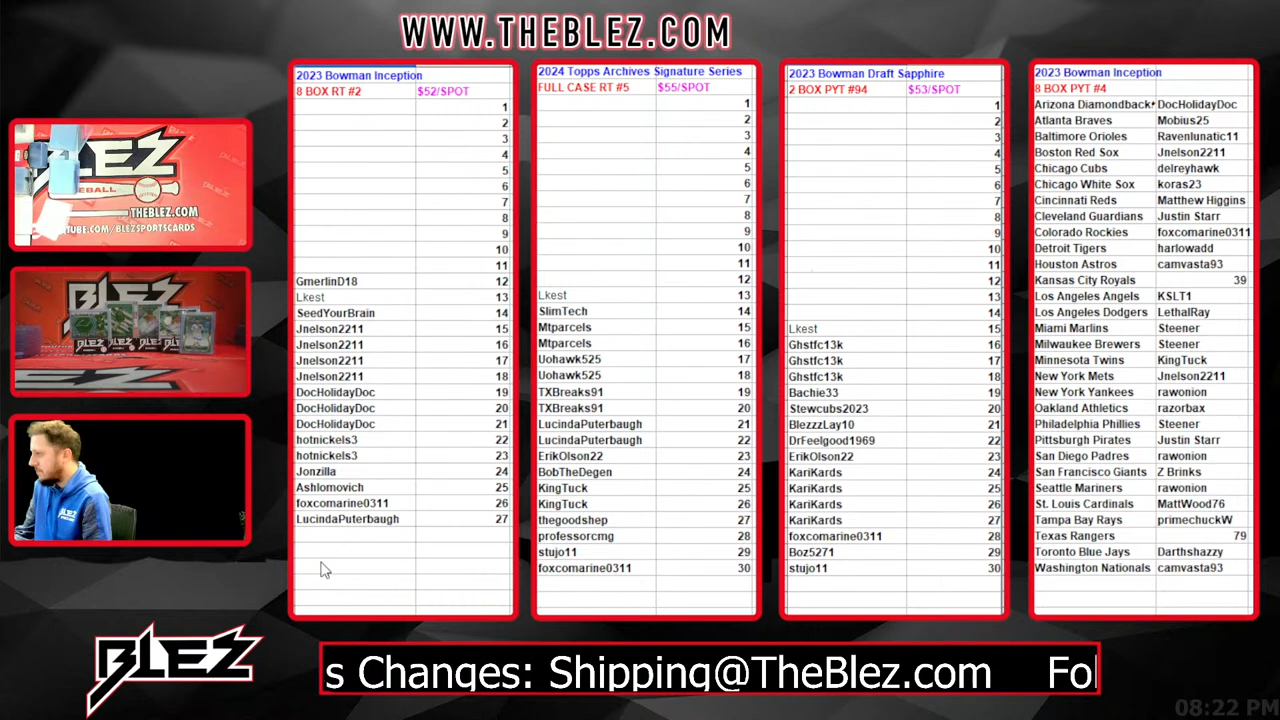 WWW.THEBLEZ.COM
BLEZ
BASEBALL
THEBLEZ.COM
BLEZ
2023 Bowman Inception
8 BOX RT #2 $52/SPOT
1
2
3
4
5
6
7
8
9
10
11
GmerlinD18 12
Lkest 13
SeedYourBrain 14
Jnelson2211 15
Jnelson2211 16
Jnelson2211 17
Jnelson2211 18
DocHolidayDoc 19
DocHolidayDoc 20
DocHolidayDoc 21
hotnickels3 22
hotnickels3 23
Jonzilla 24
Ashlomovich 25
foxcomarine0311 26
LucindaPuterbaugh 27
2024 Topps Archives Signature Series
FULL CASE RT #5 $55/SPOT
1
2
3
4
5
6
7
8
9
10
11
12
Lkest 13
SlimTech 14
Mtparcels 15
Mtparcels 16
Uohawk525 17
Uohawk525 18
TXBreaks91 19
TXBreaks91 20
LucindaPuterbaugh 21
LucindaPuterbaugh 22
ErikOlson22 23
BobTheDegen 24
KingTuck 25
KingTuck 26
thegoodshep 27
professorcmg 28
stujo11 29
foxcomarine0311 30
2023 Bowman Draft Sapphire
2 BOX PYT #94 $53/SPOT
1
2
3
4
5
6
7
8
9
10
11
12
13
14
Lkest 15
Ghstfc13k 16
Ghstfc13k 17
Ghstfc13k 18
Bachie33 19
Stewcubs2023 20
BlezzzLay10 21
DrFeelgood1969 22
KariKards 23
KariKards 24
KariKards 25
KariKards 26
KariKards 27
foxcomarine0311 28
Boz5271 29
stujo11 30
2023 Bowman Inception
8 BOX PYT #4
Arizona Diamondback DocHolidayDoc
Atlanta Braves Mobius25
Baltimore Orioles Ravenlunatic11
Boston Red Sox Jnelson2211
Chicago Cubs delreyhawk
Chicago White Sox koras23
Cincinnati Reds Matthew Higgins
Cleveland Guardians Justin Starr
Colorado Rockies foxcomarine0311
Detroit Tigers harlowadd
Houston Astros camvasta93
Kansas City Royals 39
Los Angeles Angels KSLT1
Los Angeles Dodgers LethalRay
Miami Marlins Steener
Milwaukee Brewers Steener
Minnesota Twins KingTuck
New York Mets Jnelson2211
New York Yankees rawonion
Oakland Athletics razorbax
Philadelphia Phillies Steener
Pittsburgh Pirates Justin Starr
San Diego Padres rawonion
San Francisco Giants Z Brinks
Seattle Mariners rawonion
St. Louis Cardinals MattWood76
Tampa Bay Rays primechuckW
Texas Rangers 79
Toronto Blue Jays Darthshazzy
Washington Nationals camvasta93
BLEZ
s Changes: Shipping@TheBlez.com Fol
08:22 PM